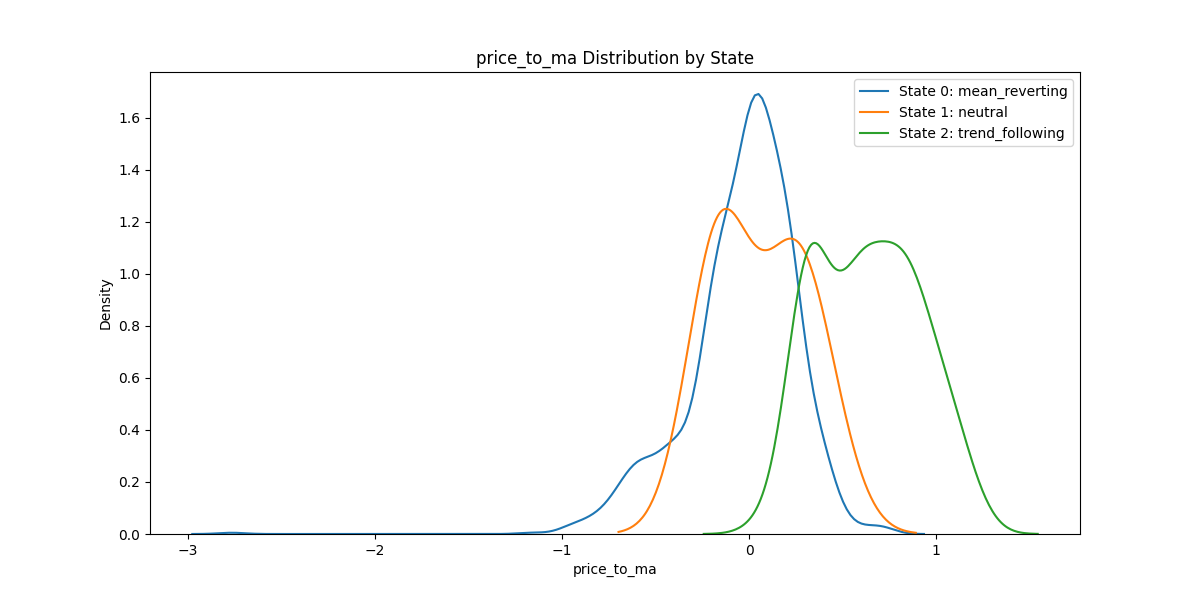 price_to_ma Distribution by State
State 0: mean_reverting
State 1: neutral
State 2: trend_following
Density
1.6
1.4
1.2
1.0
0.8
0.6
0.4
0.2
0.0
−3
−2
−1
0
1
price_to_ma